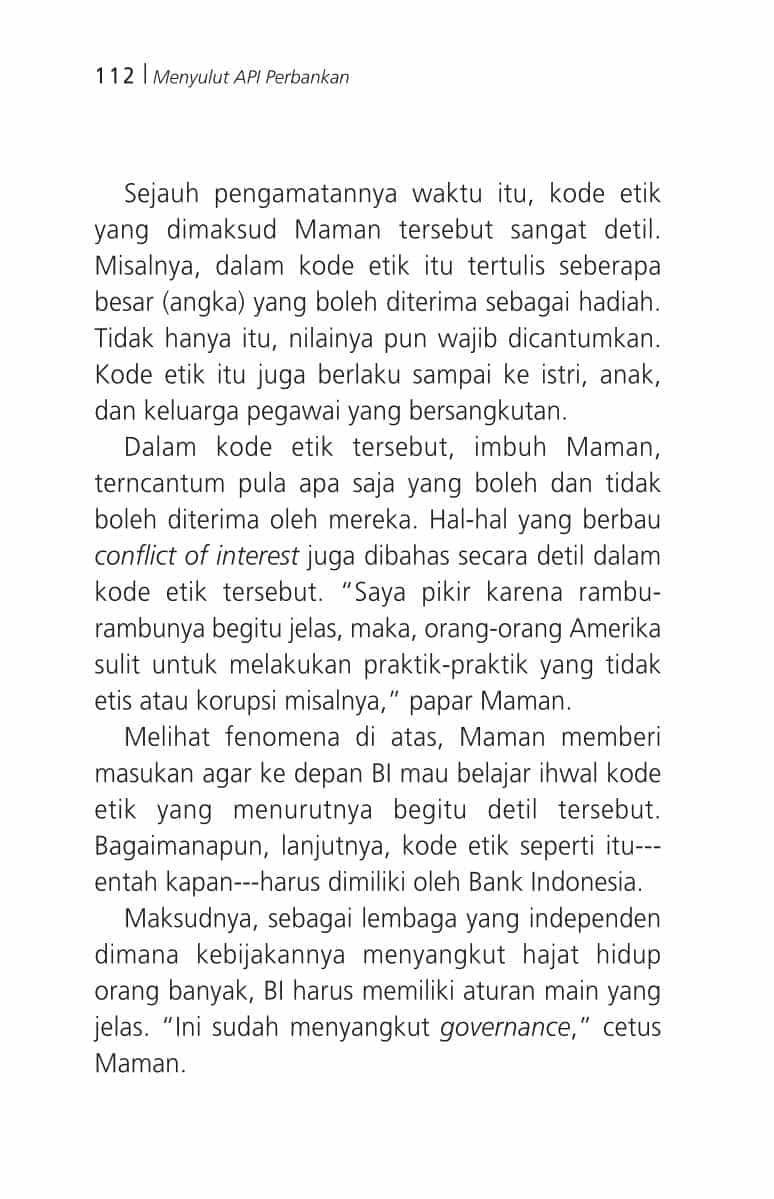 112 | Menyulut API Perbankan
Sejauh pengamatannya waktu itu, kode etik
yang dimaksud Maman tersebut sangat detil.
Misalnya, dalam kode etik itu tertulis seberapa
besar (angka) yang boleh diterima sebagai hadiah.
Tidak hanya itu, nilainya pun wajib dicantumkan.
Kode etik itu juga berlaku sampai ke istri, anak,
dan keluarga pegawai yang bersangkutan.
Dalam kode etik tersebut, imbuh Maman,
terncantum pula apa saja yang boleh dan tidak
boleh diterima oleh mereka. Hal-hal yang berbau
conflict of interest juga dibahas secara detil dalam
kode etik tersebut. “Saya pikir karena rambu-
rambunya begitu jelas, maka, orang-orang Amerika
sulit untuk melakukan praktik-praktik yang tidak
etis atau korupsi misalnya,” papar Maman.
Melihat fenomena di atas, Maman memberi
masukan agar ke depan BI mau belajar ihwal kode
etik yang menurutnya begitu detil tersebut.
Bagaimanapun, lanjutnya, kode etik seperti itu---
entah kapan---harus dimiliki oleh Bank Indonesia.
Maksudnya, sebagai lembaga yang independen
dimana kebijakannya menyangkut hajat hidup
orang banyak, BI harus memiliki aturan main yang
jelas. “Ini sudah menyangkut governance,” cetus
Maman.